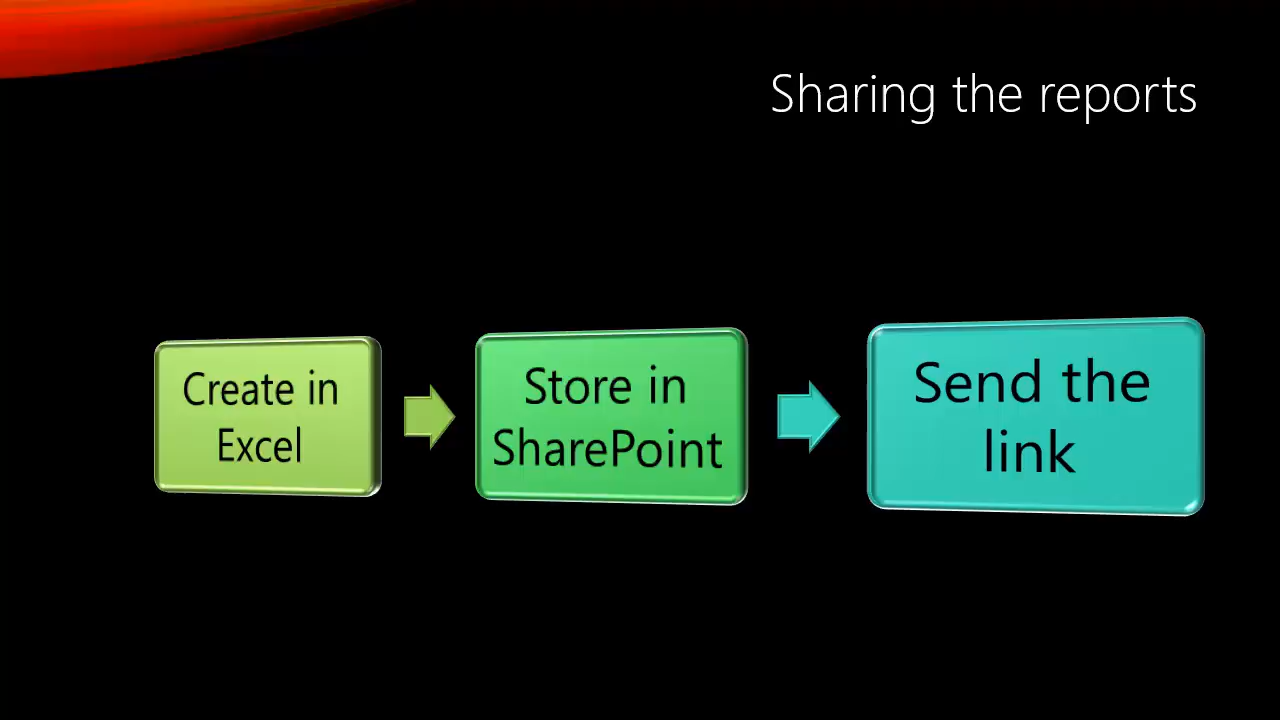 Sharing the reports
Create in
Excel
Store in
SharePoint
Send the
link